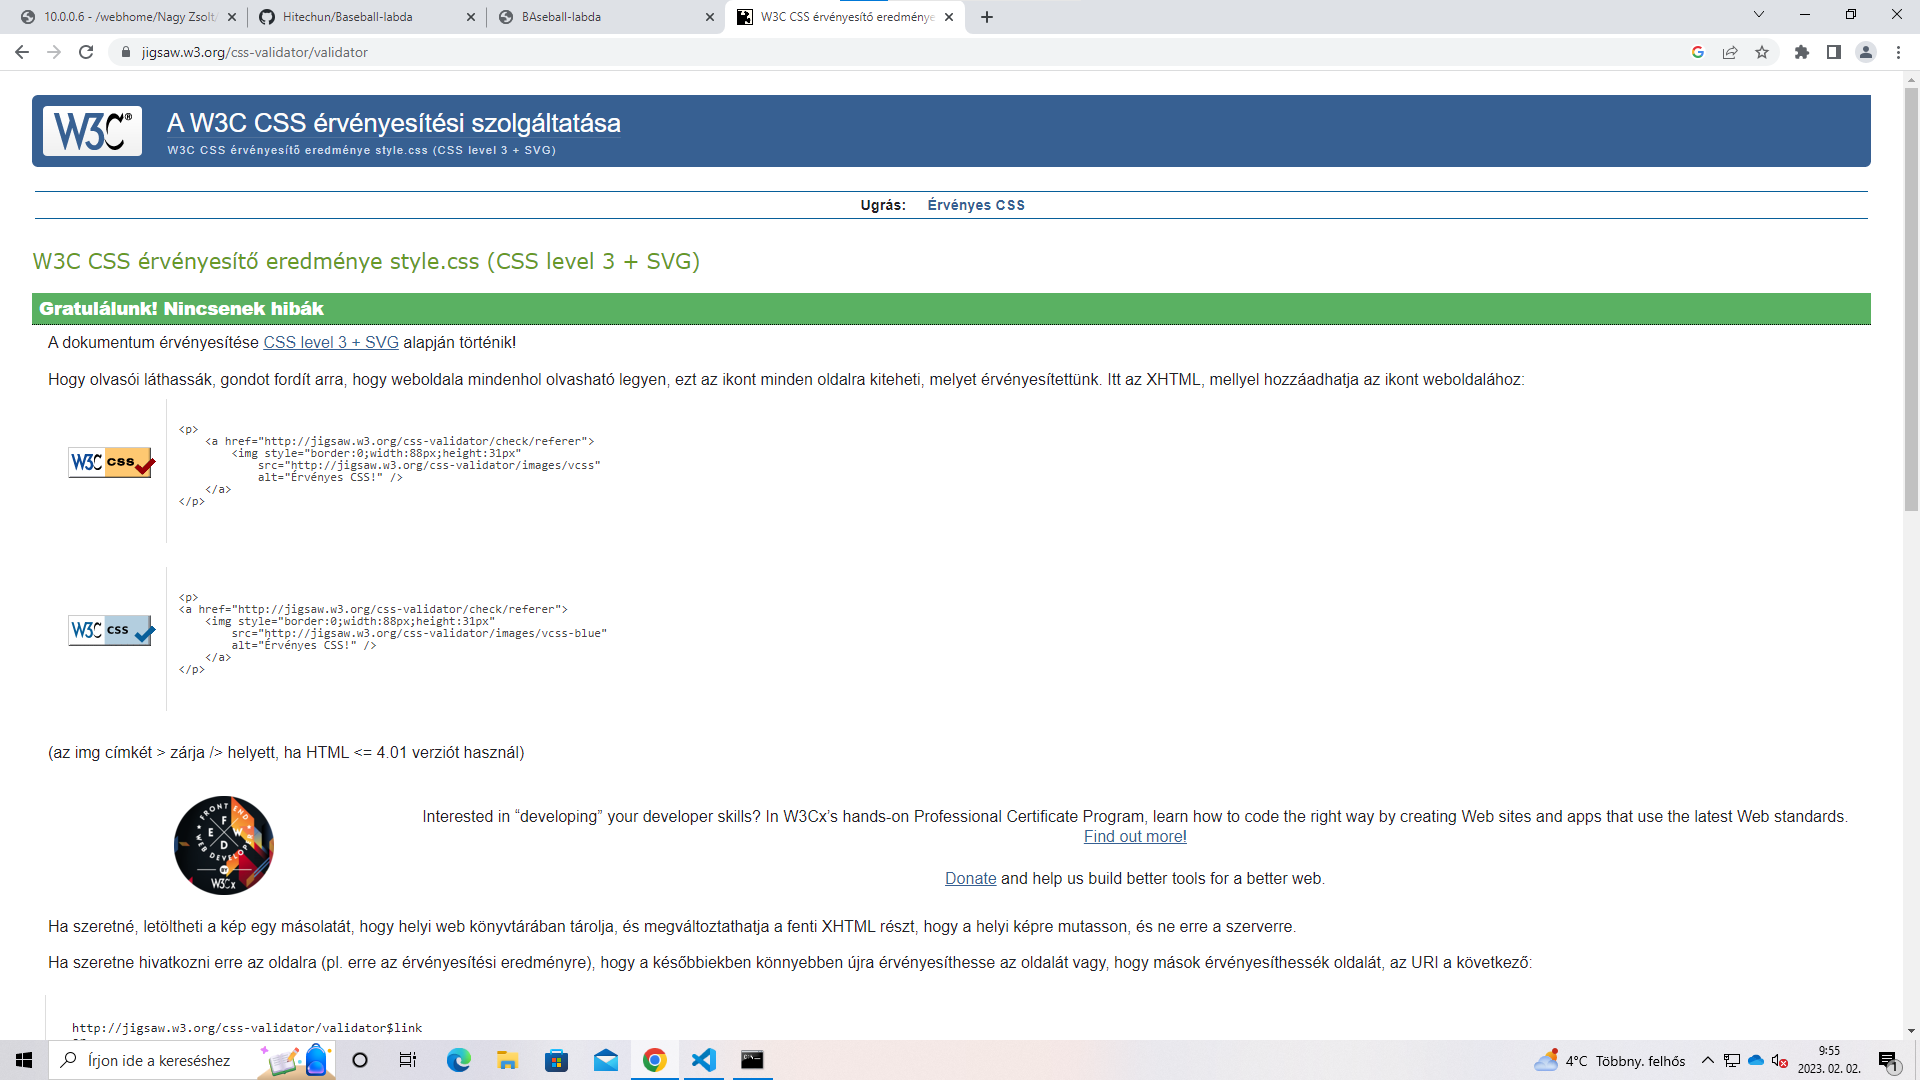 10.0.0.6 - /webhome/Nagy Zsolt/
Hitechun/Baseball-labda
BAseball-labda
W3C CSS érvényesítő eredménye
jigsaw.w3.org/css-validator/validator
W3C®
A W3C CSS érvényesítési szolgáltatása
W3C CSS érvényesítő eredménye style.css (CSS level 3 + SVG)
Ugrás: Érvényes CSS
W3C CSS érvényesítő eredménye style.css (CSS level 3 + SVG)
Gratulálunk! Nincsenek hibák
A dokumentum érvényesítése CSS level 3 + SVG alapján történik!
Hogy olvasói láthassák, gondot fordít arra, hogy weboldala mindenhol olvasható legyen, ezt az ikont minden oldalra kiteheti, melyet érvényesítettünk. Itt az XHTML, mellyel hozzáadhatja az ikont weboldalához:
W3C CSS
<p>
<a href="http://jigsaw.w3.org/css-validator/check/referer">
<img style="border:0;width:88px;height:31px"
src="http://jigsaw.w3.org/css-validator/images/vcss"
alt="Érvényes CSS!" />
</a>
</p>
W3C CSS
<p>
<a href="http://jigsaw.w3.org/css-validator/check/referer">
<img style="border:0;width:88px;height:31px"
src="http://jigsaw.w3.org/css-validator/images/vcss-blue"
alt="Érvényes CSS!" />
</a>
</p>
(az img címkét > zárja /> helyett, ha HTML <= 4.01 verziót használ)
FRONT END
F E W D
WEB DEVELOPER
W3Cx
Interested in “developing” your developer skills? In W3Cx’s hands-on Professional Certificate Program, learn how to code the right way by creating Web sites and apps that use the latest Web standards.
Find out more!
Donate and help us build better tools for a better web.
Ha szeretné, letöltheti a kép egy másolatát, hogy helyi web könyvtárában tárolja, és megváltoztathatja a fenti XHTML részt, hogy a helyi képre mutasson, és ne erre a szerverre.
Ha szeretne hivatkozni erre az oldalra (pl. erre az érvényesítési eredményre), hogy a későbbiekben könnyebben újra érvényesíthesse az oldalát vagy, hogy mások érvényesíthessék oldalát, az URI a következő:
http://jigsaw.w3.org/css-validator/validator$link
Írjon ide a kereséshez
4°C Többny. felhős
9:55
2023. 02. 02.
1